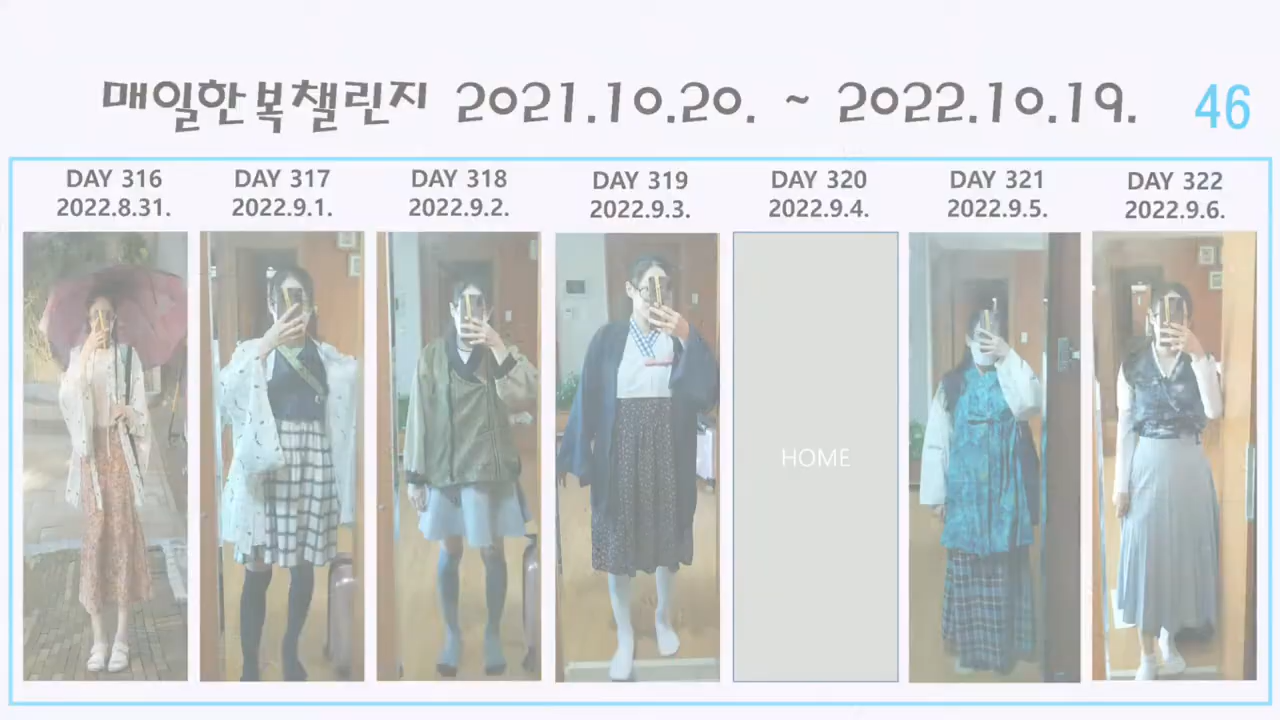 매일한복챌린지 2021.10.20. ~ 2022.10.19. 46
DAY 316
2022.8.31.
DAY 317
2022.9.1.
DAY 318
2022.9.2.
DAY 319
2022.9.3.
DAY 320
2022.9.4.
HOME
DAY 321
2022.9.5.
DAY 322
2022.9.6.